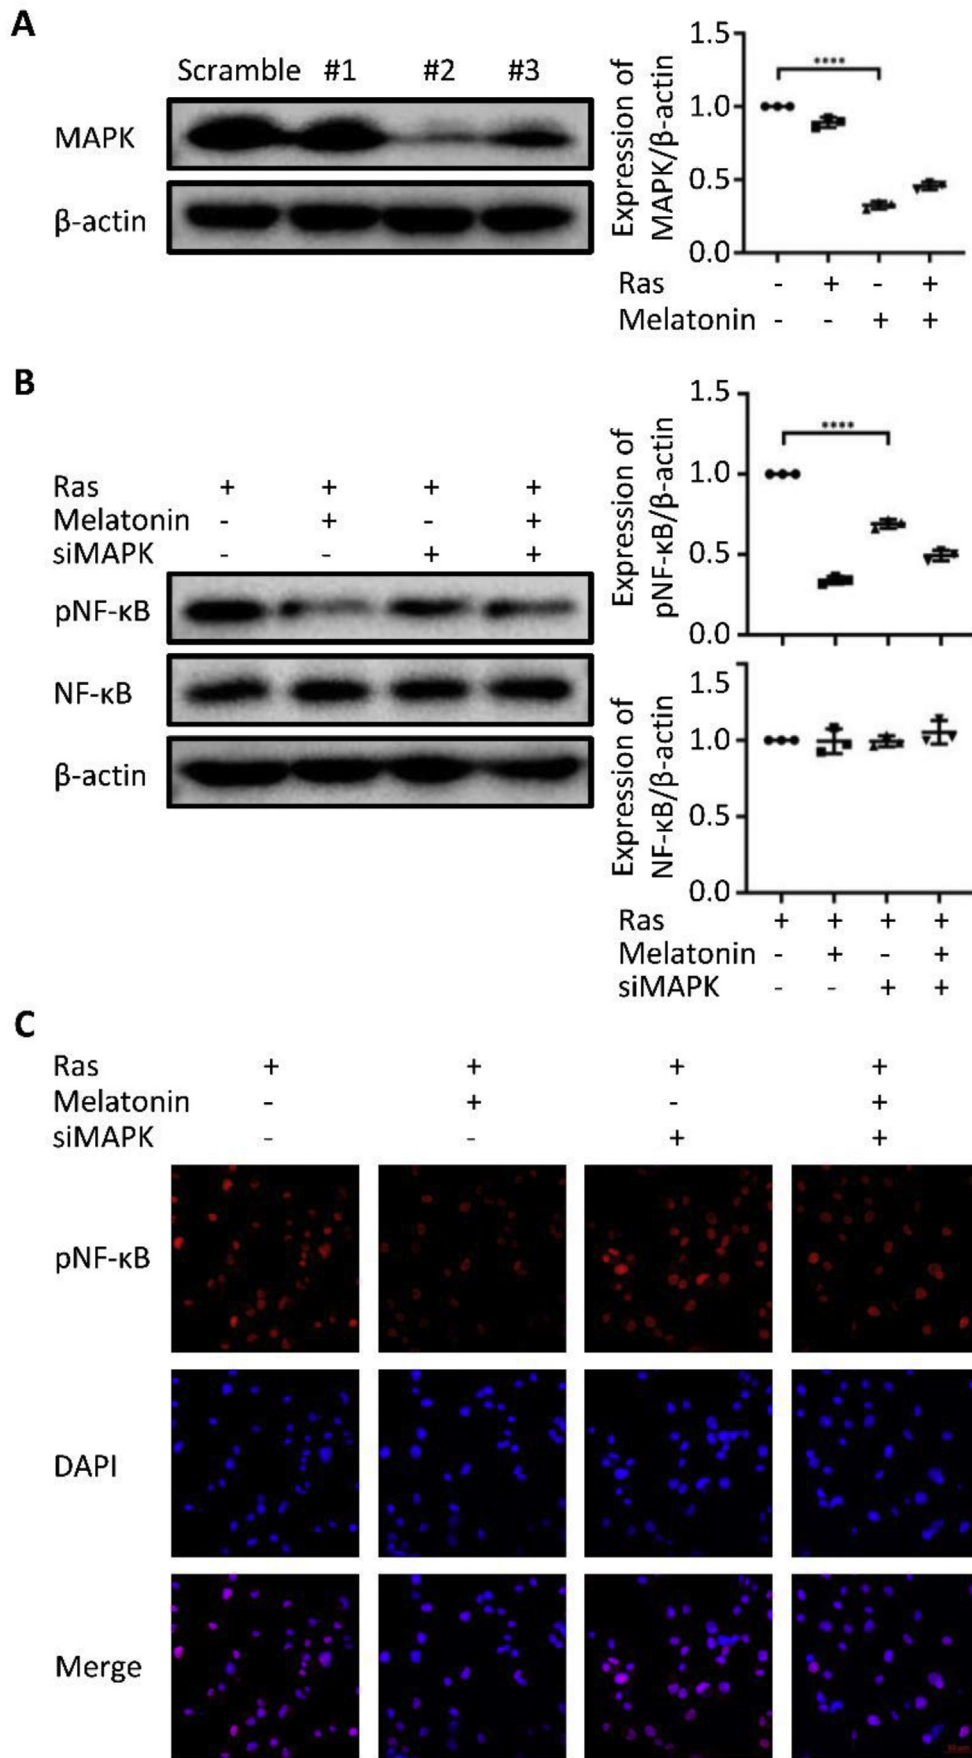 A
Scramble #1 #2 #3
MAPK
β-actin
Expression of
MAPK/β-actin
1.5
1.0
0.5
0.0
****
Ras - + - +
Melatonin - - + +
B
Ras + + + +
Melatonin - + - +
siMAPK - - + +
pNF-κB
NF-κB
β-actin
Expression of
pNF-κB/β-actin
1.5
1.0
0.5
0.0
****
Expression of
NF-κB/β-actin
1.5
1.0
0.5
0.0
Ras + + + +
Melatonin - + - +
siMAPK - - + +
C
Ras + + + +
Melatonin - + - +
siMAPK - - + +
pNF-κB
DAPI
Merge